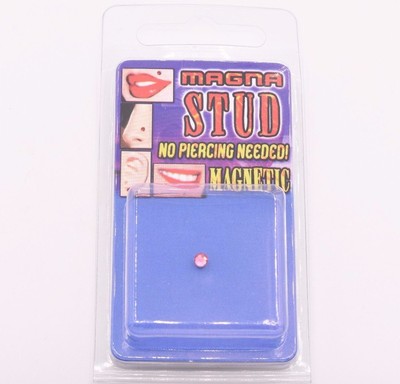 MAGNA
STUD
NO PIERCING NEEDED!
MAGNETIC